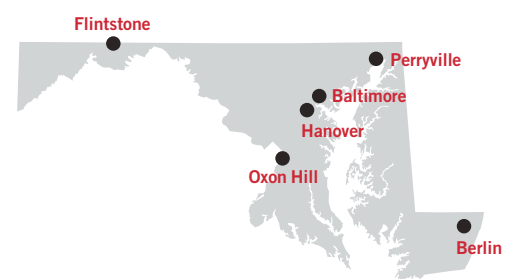 Flintstone
Perryville
Baltimore
Hanover
Oxon Hill
Berlin